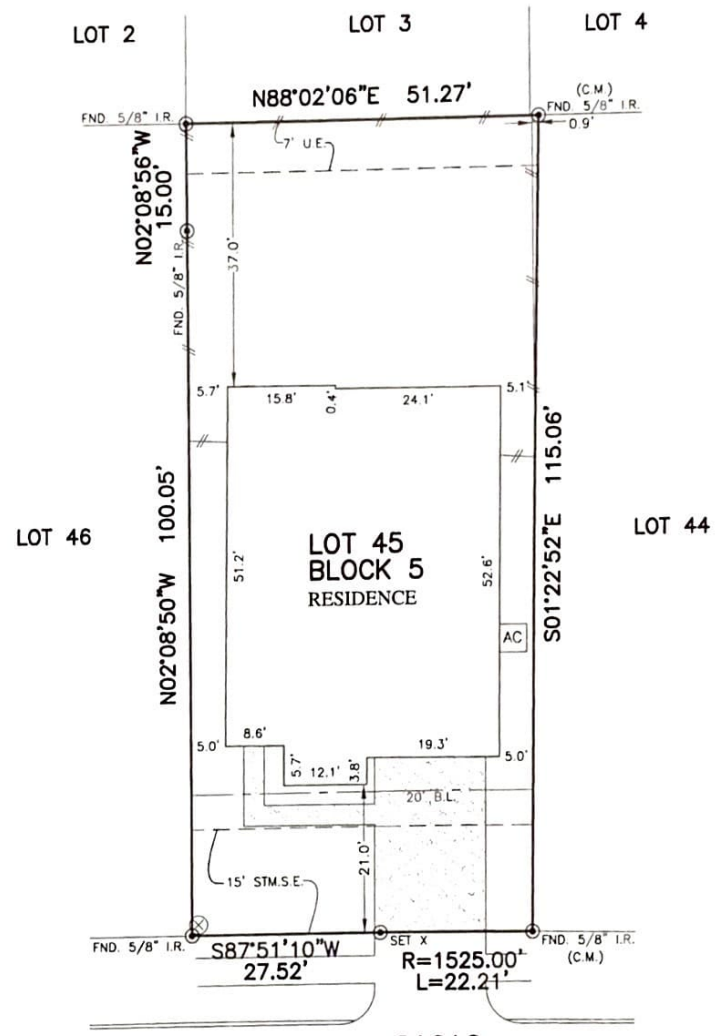 LOT 2
LOT 3
LOT 4
N88°02'06"E 51.27'
(C.M.)
FND. 5/8" I.R.
FND. 5/8" I.R.
0.9'
7' U.E.
N02°08'56"W
15.00'
FND. 5/8" I.R.
37.0'
5.7'
15.8'
0.4'
24.1'
5.1'
LOT 46
N02°08'50"W 100.05'
51.2'
LOT 45
BLOCK 5
RESIDENCE
52.6'
S01°22'52"E 115.06'
LOT 44
AC
5.0'
8.6'
5.7'
12.1'
3.8'
19.3'
5.0'
20' B.L.
21.0'
15' STM.S.E.
FND. 5/8" I.R.
S87°51'10"W
27.52'
SET X
R=1525.00'
L=22.21'
FND. 5/8" I.R.
(C.M.)